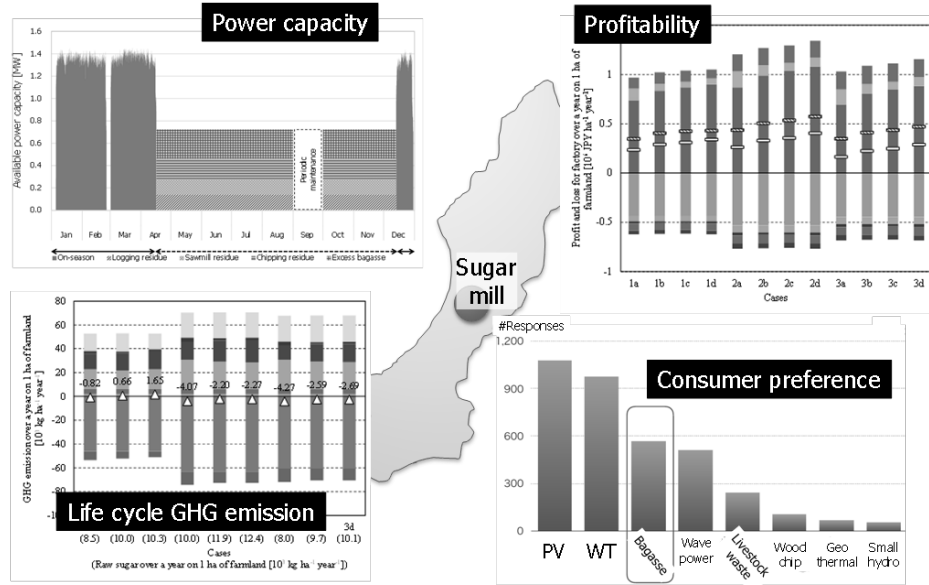 Power capacity
Available power capacity [MW]
1.6
1.4
1.2
1.0
0.8
0.6
0.4
0.2
0.0
Periodic
maintenance
Jan Feb Mar Apr May Jun Jul Aug Sep Oct Nov Dec
On-season Logging residue Sawmill residue Chipping residue Excess bagasse
Profitability
Profit and loss for factory over a year on 1 ha of
farmland [10⁶ JPY ha⁻¹ year⁻¹]
1
0.5
0
-0.5
-1
1a 1b 1c 1d 2a 2b 2c 2d 3a 3b 3c 3d
Cases
Sugar
mill
GHG emission over a year on 1 ha of farmland
[10³ kg ha⁻¹ year⁻¹]
80
60
40
20
0
-20
-40
-60
-80
-0.82 0.66 1.65 -4.07 -2.20 -2.27 -4.27 -2.59 -2.69
Life cycle GHG emission
3d
(8.5) (10.0) (10.3) (10.0) (11.9) (12.4) (8.0) (9.7) (10.1)
Cases
(Raw sugar over a year on 1 ha of farmland [10³ kg ha⁻¹ year⁻¹])
#Responses
Consumer preference
1,200
900
600
300
0
PV WT Bagasse Wave
power Livestock
waste Wood
chip Geo
thermal Small
hydro